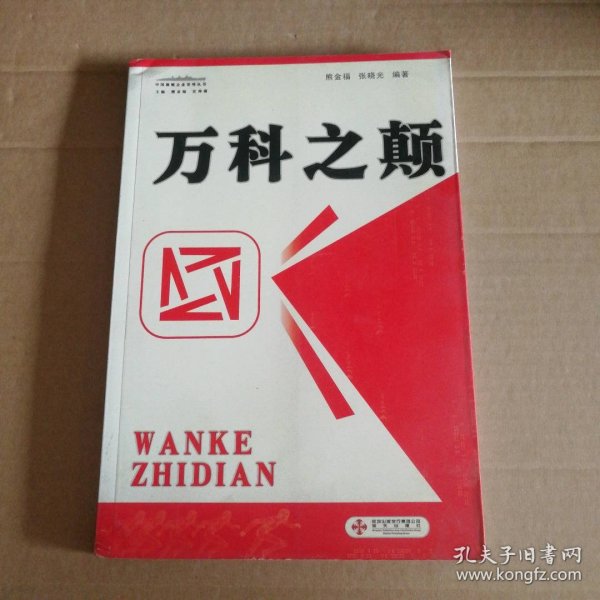 熊金福 张晓光 编著
万科之颠
WANKE
ZHIDIAN
孔夫子旧书网
www.kongfz.com